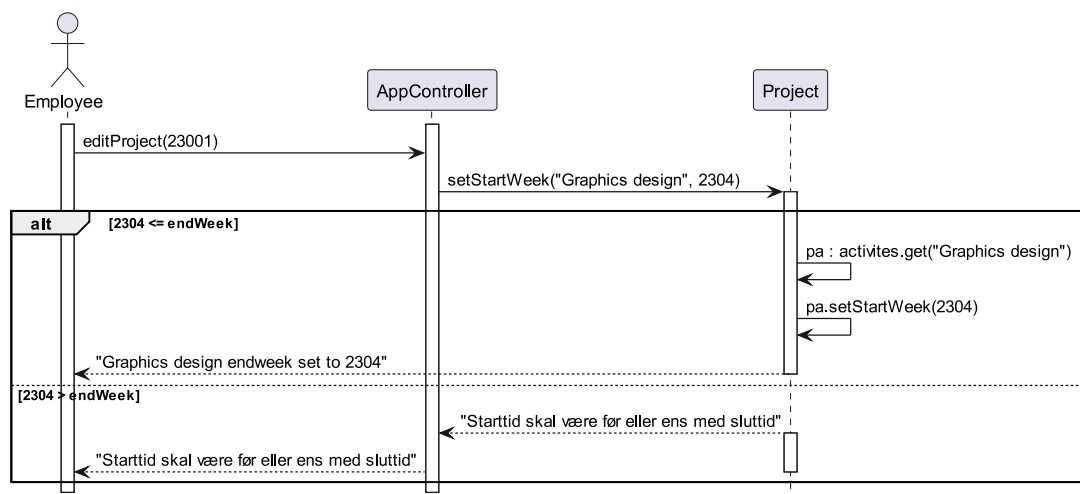 Employee
AppController
Project
editProject(23001)
setStartWeek("Graphics design", 2304)
alt
[2304 <= endWeek]
pa : activites.get("Graphics design")
pa.setStartWeek(2304)
"Graphics design endweek set to 2304"
[2304 > endWeek]
"Starttid skal være før eller ens med sluttid"
"Starttid skal være før eller ens med sluttid"